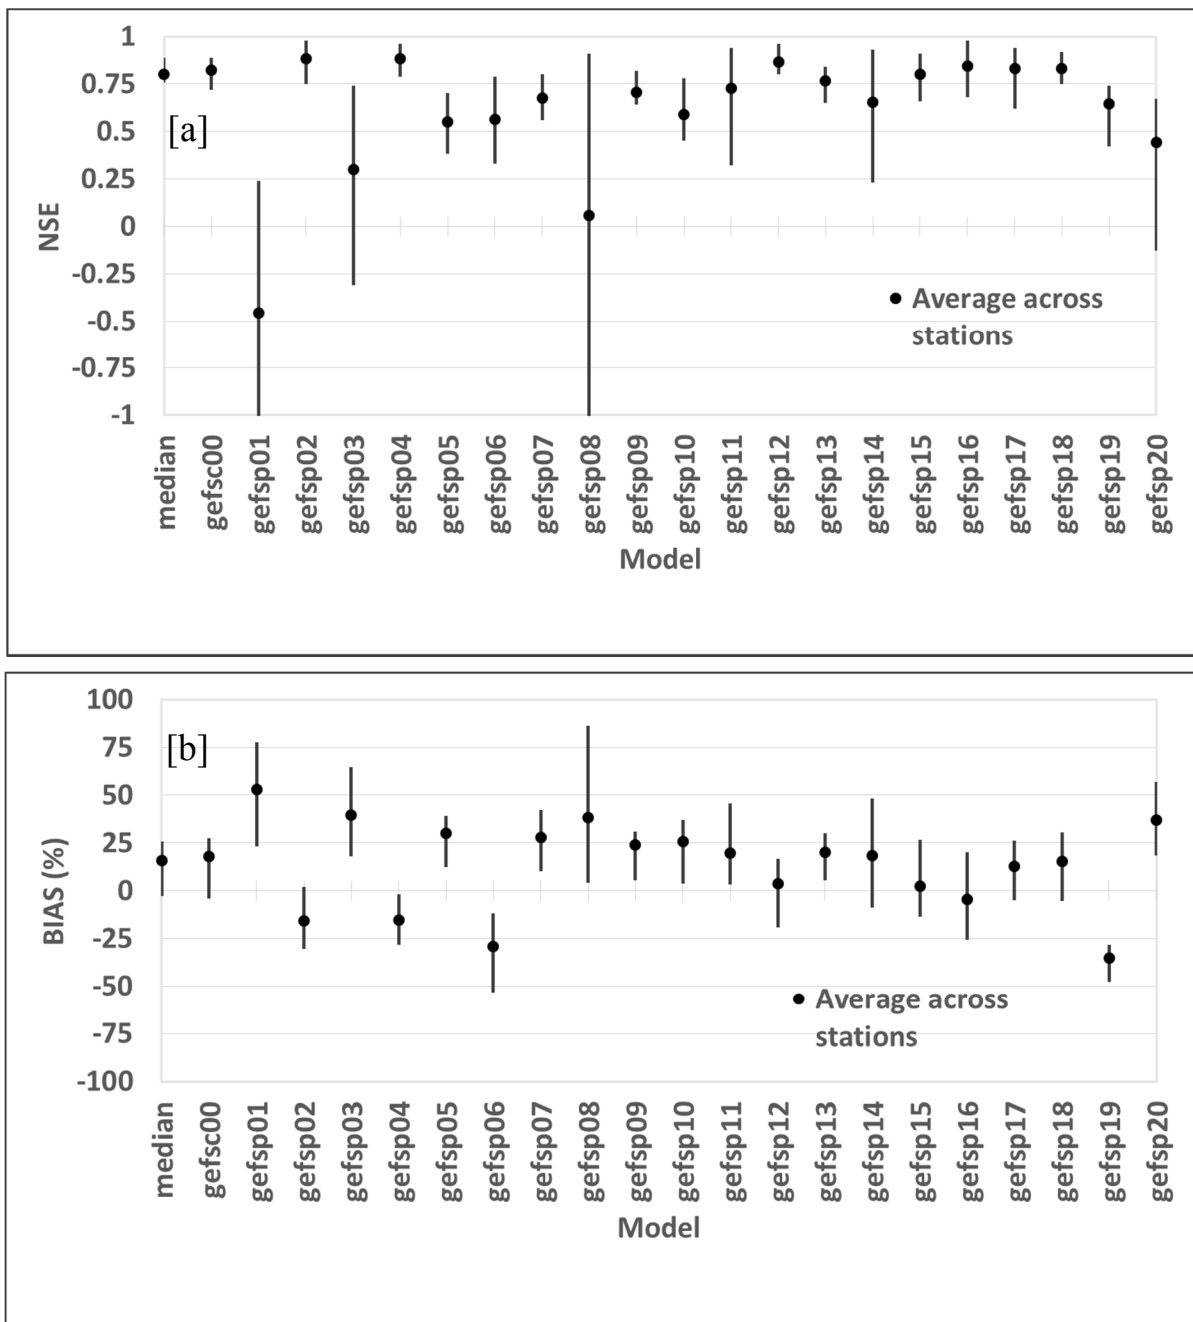 1
0.75
[a]
0.5
0.25
0
-0.25
-0.5
-0.75
-1
NSE
Average across
stations
median
gefsc00
gefsp01
gefsp02
gefsp03
gefsp04
gefsp05
gefsp06
gefsp07
gefsp08
gefsp09
gefsp10
gefsp11
gefsp12
gefsp13
gefsp14
gefsp15
gefsp16
gefsp17
gefsp18
gefsp19
gefsp20
Model
100
[b]
75
50
25
0
-25
-50
-75
-100
BIAS (%)
Average across
stations
median
gefsc00
gefsp01
gefsp02
gefsp03
gefsp04
gefsp05
gefsp06
gefsp07
gefsp08
gefsp09
gefsp10
gefsp11
gefsp12
gefsp13
gefsp14
gefsp15
gefsp16
gefsp17
gefsp18
gefsp19
gefsp20
Model